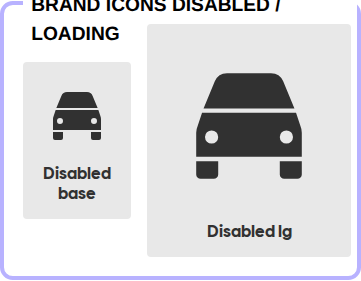 BRAND ICONS DISABLED /
LOADING
Disabled
base
Disabled lg